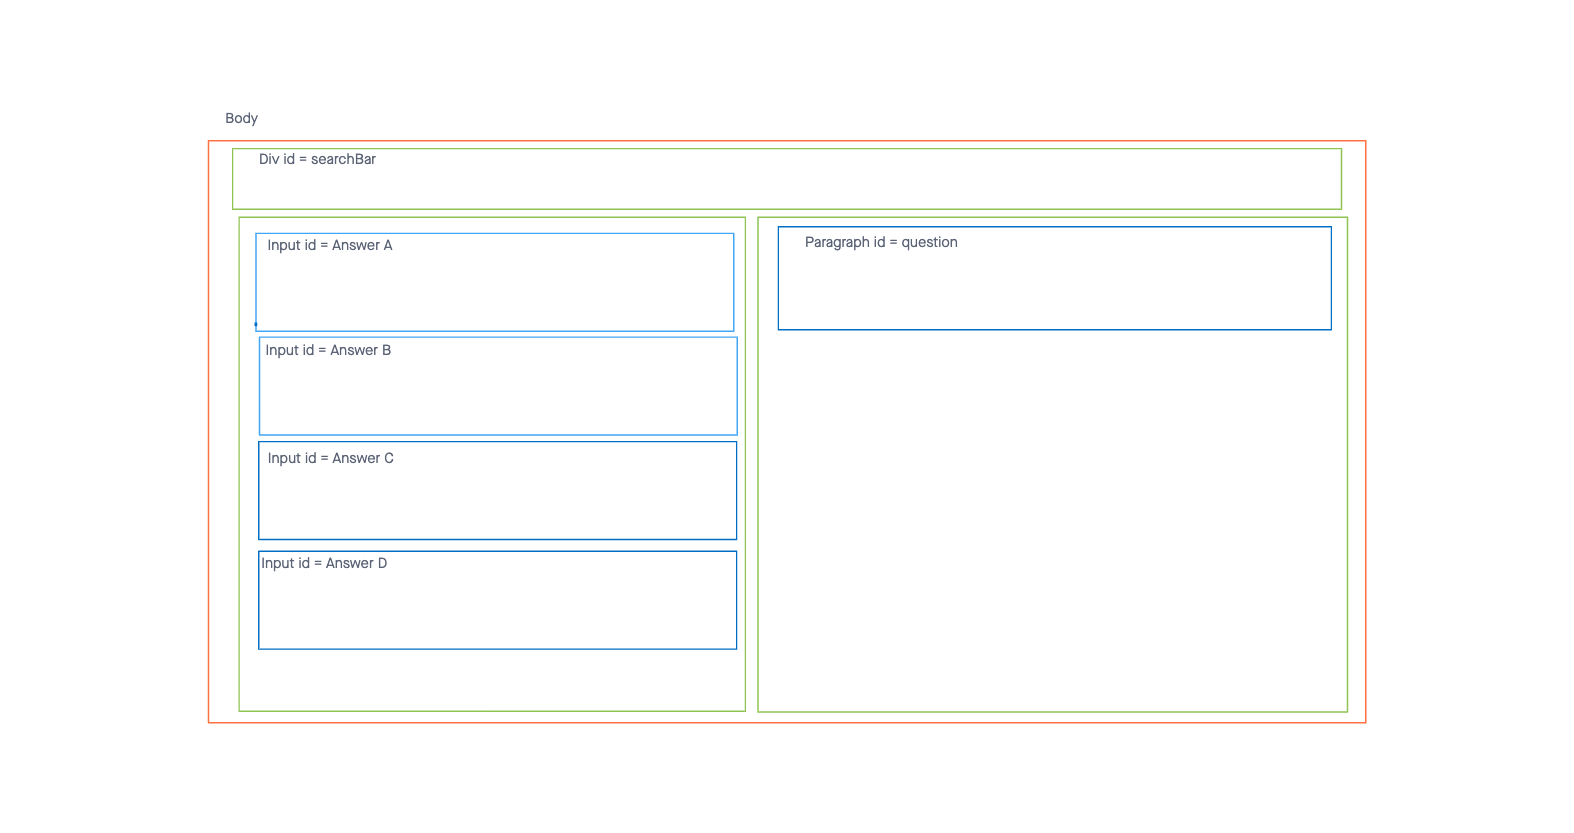 Body
Div id = searchBar
Input id = Answer A
Input id = Answer B
Input id = Answer C
Input id = Answer D
Paragraph id = question